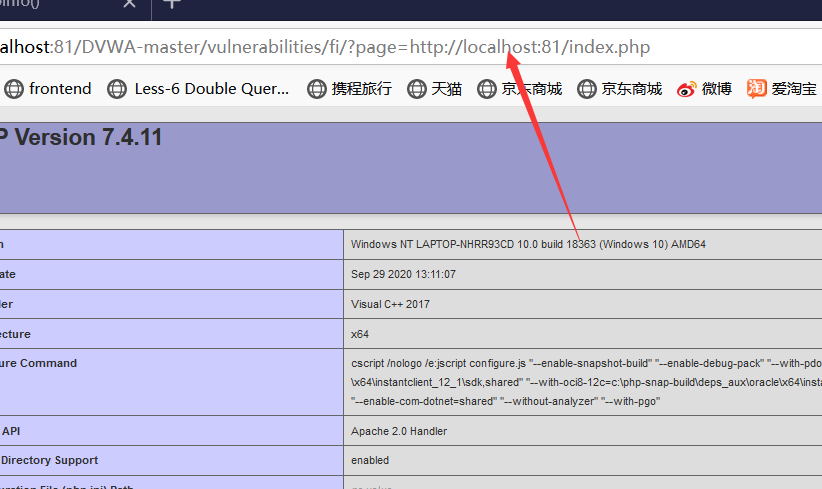 alhost:81/DVWA-master/vulnerabilities/fi/?page=http://localhost:81/index.php
frontend Less-6 Double Quer... 携程旅行 天猫 京东商城 京东商城 微博 淘 爱淘宝
P Version 7.4.11
Windows NT LAPTOP-NHRR93CD 10.0 build 18363 (Windows 10) AMD64
ate Sep 29 2020 13:11:07
ler Visual C++ 2017
ecture x64
ure Command cscript /nologo /e:jscript configure.js "--enable-snapshot-build" "--enable-debug-pack" "--with-pdo
\x64\instantclient_12_1\sdk,shared" "--with-oci8-12c=c:\php-snap-build\deps_aux\oracle\x64\insta
"--enable-com-dotnet=shared" "--without-analyzer" "--with-pgo"
API Apache 2.0 Handler
Directory Support enabled